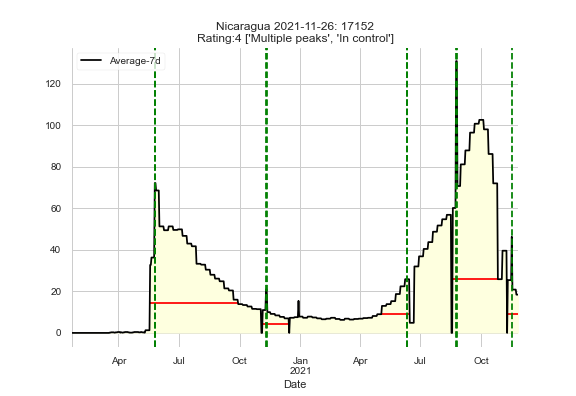 Nicaragua 2021-11-26: 17152
Rating:4 ['Multiple peaks', 'In control']
Average-7d
120
100
80
60
40
20
0
Apr Jul Oct Jan Apr Jul Oct
2021
Date